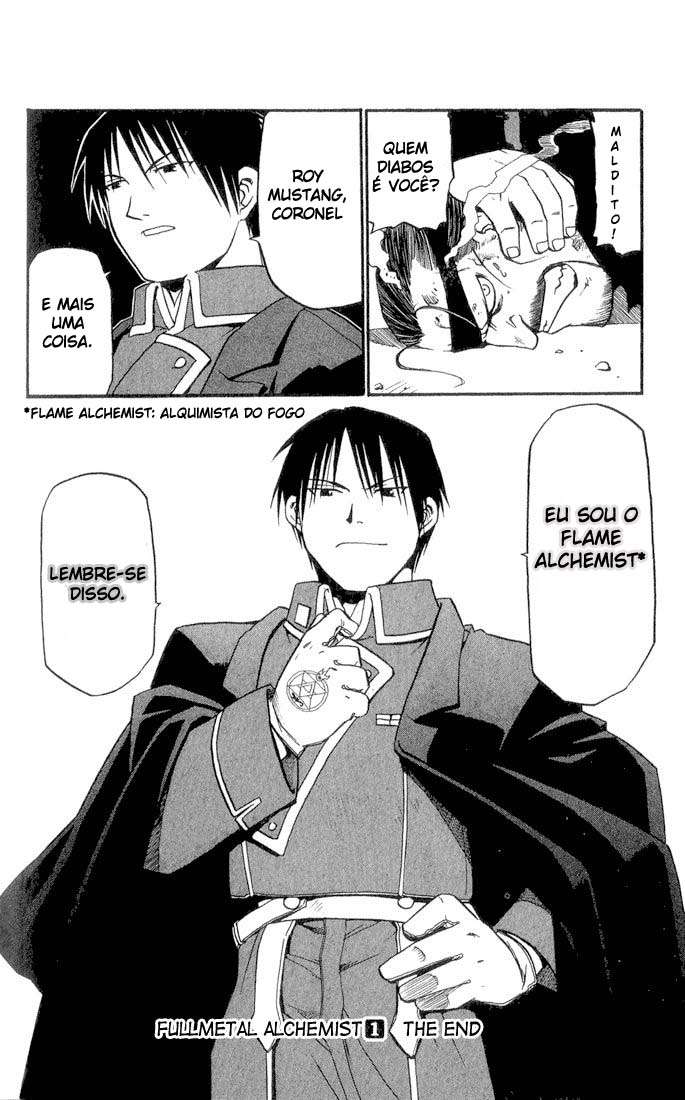 MALDITO!
QUEM
DIABOS
É VOCÊ?
ROY
MUSTANG,
CORONEL
E MAIS
UMA
COISA.
*FLAME ALCHEMIST: ALQUIMISTA DO FOGO
EU SOU O
FLAME
ALCHEMIST*
LEMBRE-SE
DISSO.
FULLMETAL ALCHEMIST 1 THE END